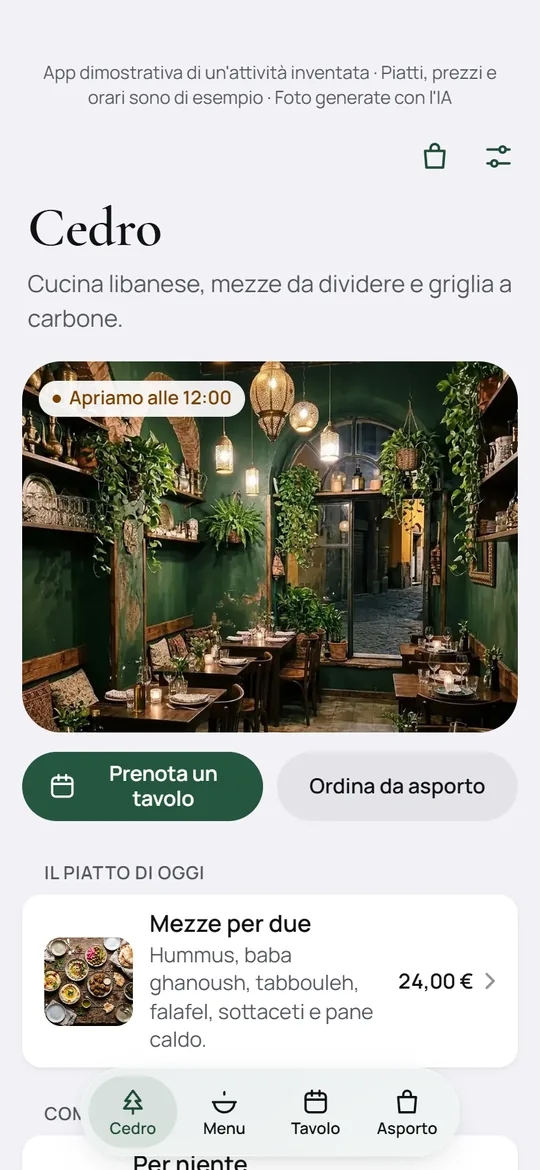 App dimostrativa di un'attività inventata · Piatti, prezzi e
orari sono di esempio · Foto generate con l'IA
Cedro
Cucina libanese, mezze da dividere e griglia a
carbone.
Apriamo alle 12:00
Prenota un
tavolo
Ordina da asporto
IL PIATTO DI OGGI
Mezze per due
Hummus, baba
ghanoush, tabbouleh,
falafel, sottaceti e pane
caldo.
24,00 €
Cedro
Menu
Tavolo
Asporto
Per niente